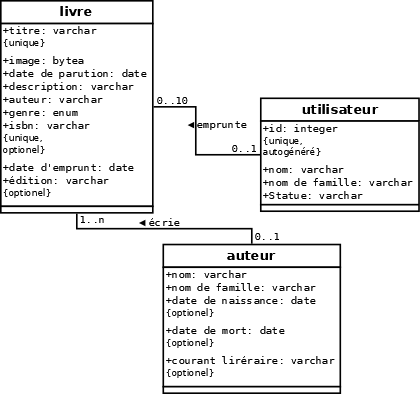 livre
+titre: varchar
{unique}
+image: bytea
+date de parution: date
+description: varchar
+auteur: varchar
+genre: enum
+isbn: varchar
{unique,
optionel}
+date d'emprunt: date
+édition: varchar
{optionel}
0..10
◄emprunte
0..1
utilisateur
+id: integer
{unique,
autogénéré}
+nom: varchar
+nom de famille: varchar
+Statue: varchar
1..n
◄écrie
0..1
auteur
+nom: varchar
+nom de famille: varchar
+date de naissance: date
{optionel}
+date de mort: date
{optionel}
+courant liréraire: varchar
{optionel}